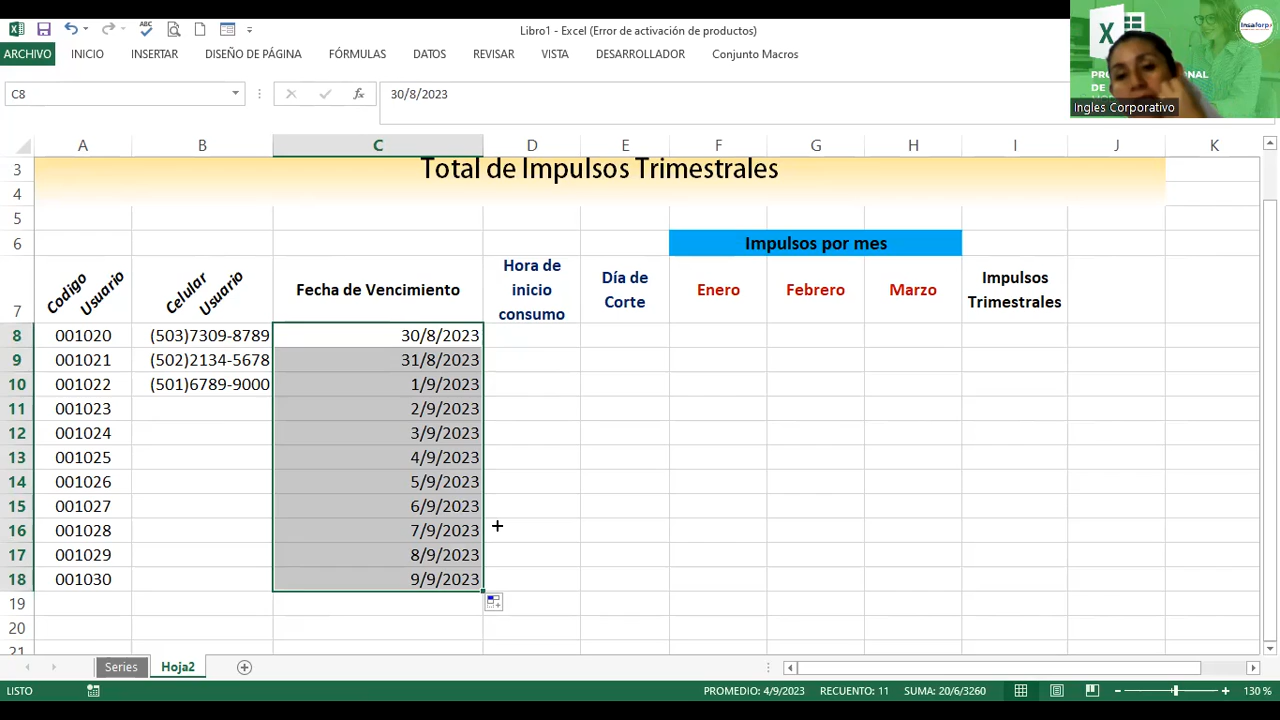 Libro1 - Excel (Error de activación de productos)
ARCHIVO INICIO INSERTAR DISEÑO DE PÁGINA FÓRMULAS DATOS REVISAR VISTA DESARROLLADOR Conjunto Macros
C8 fx 30/8/2023
Insaforp
Ingles Corporativo
A B C D E F G H I J K
3 Total de Impulsos Trimestrales
4
5
6 Impulsos por mes
7 Codigo Usuario Celular Usuario Fecha de Vencimiento Hora de inicio consumo Día de Corte Enero Febrero Marzo Impulsos Trimestrales
8 001020 (503)7309-8789 30/8/2023
9 001021 (502)2134-5678 31/8/2023
10 001022 (501)6789-9000 1/9/2023
11 001023 2/9/2023
12 001024 3/9/2023
13 001025 4/9/2023
14 001026 5/9/2023
15 001027 6/9/2023
16 001028 7/9/2023
17 001029 8/9/2023
18 001030 9/9/2023
19
20
21
Series Hoja2
LISTO PROMEDIO: 4/9/2023 RECUENTO: 11 SUMA: 20/6/3260 130 %